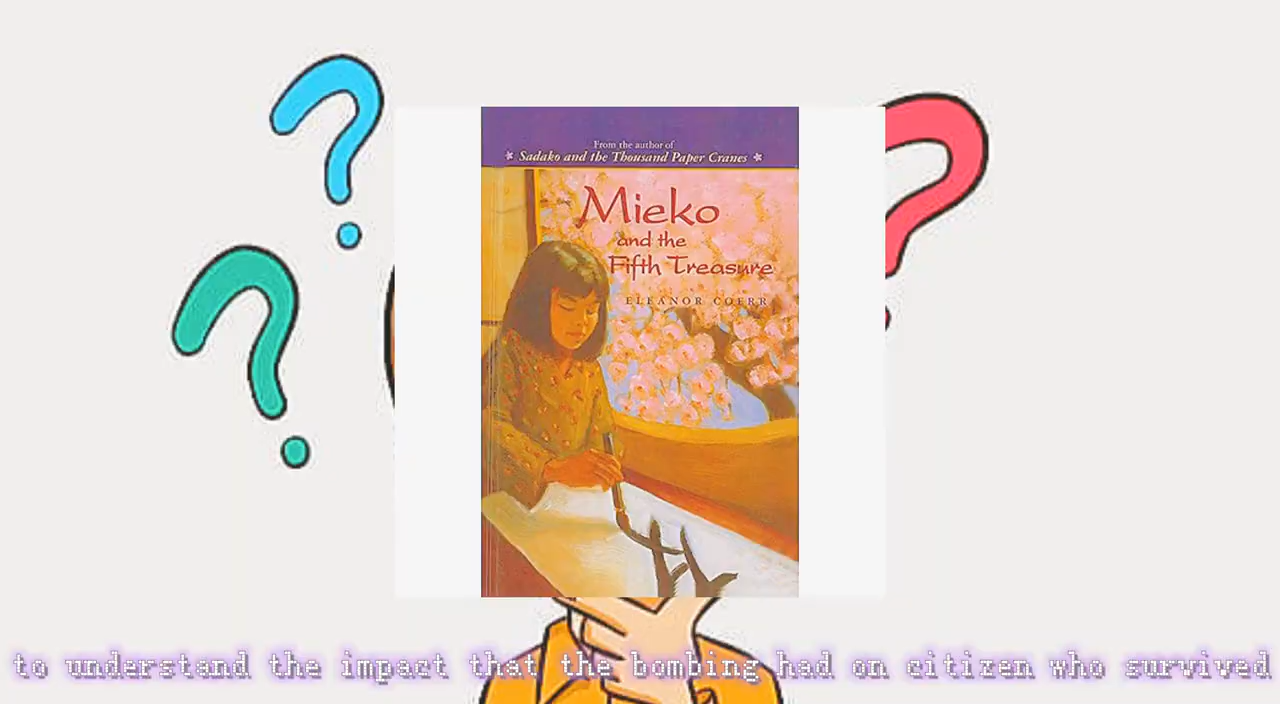 From the author of
* Sadako and the Thousand Paper Cranes *
Mieko
and the
Fifth Treasure
ELEANOR COERR
to understand the impact that the bombing had on citizen who survived